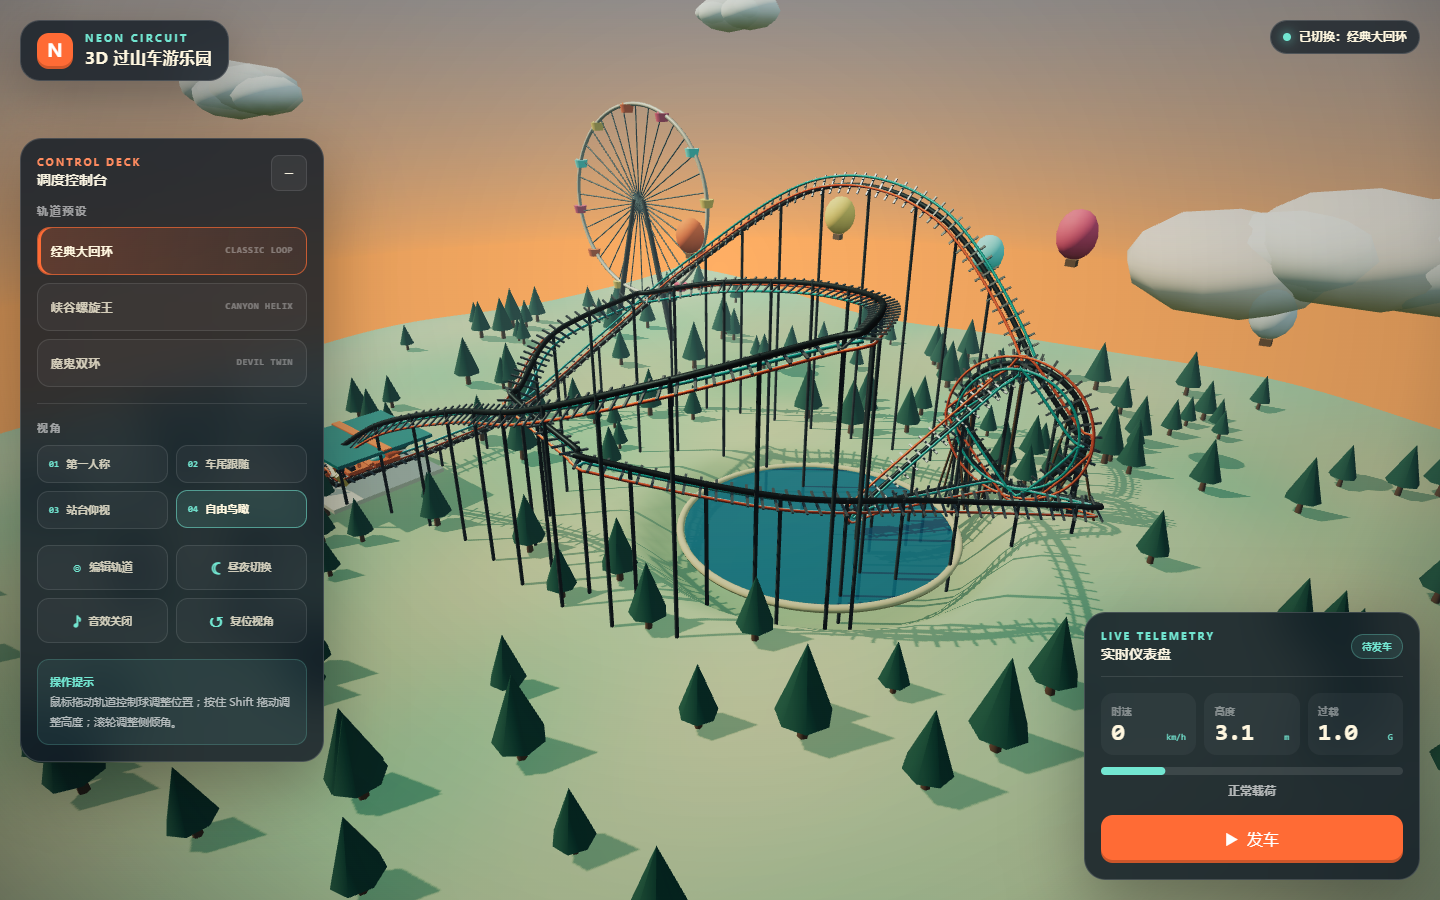 N
NEON CIRCUIT
3D 过山车游乐园
已切换：经典大回环
CONTROL DECK
调度控制台
轨道预设
经典大回环 CLASSIC LOOP
峡谷螺旋王 CANYON HELIX
魔鬼双环 DEVIL TWIN
视角
01 第一人称
02 车尾跟随
03 站台仰视
04 自由鸟瞰
◎ 编辑轨道
☾ 昼夜切换
♪ 音效关闭
↺ 复位视角
操作提示
鼠标拖动轨道控制球调整位置；按住 Shift 拖动调
整高度；滚轮调整侧倾角。
LIVE TELEMETRY
实时仪表盘
待发车
时速
0 km/h
高度
3.1 m
过载
1.0 G
正常载荷
▶ 发车